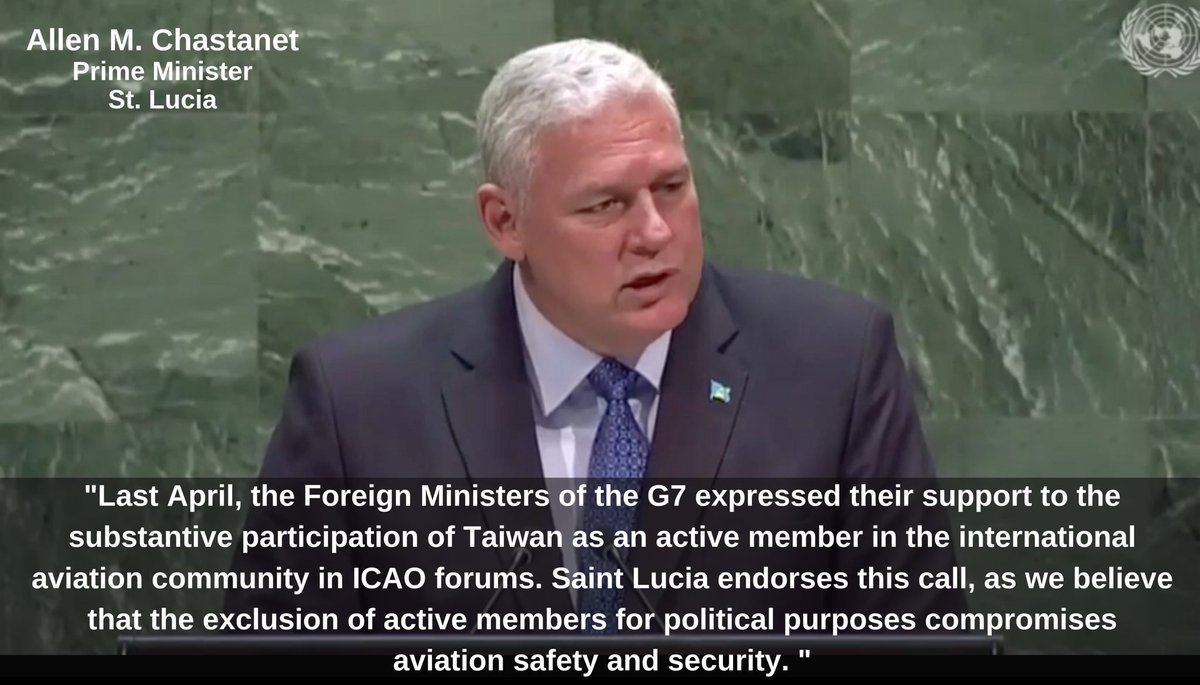 Allen M. Chastanet
Prime Minister
St. Lucia
"Last April, the Foreign Ministers of the G7 expressed their support to the
substantive participation of Taiwan as an active member in the international
aviation community in ICAO forums. Saint Lucia endorses this call, as we believe
that the exclusion of active members for political purposes compromises
aviation safety and security. "